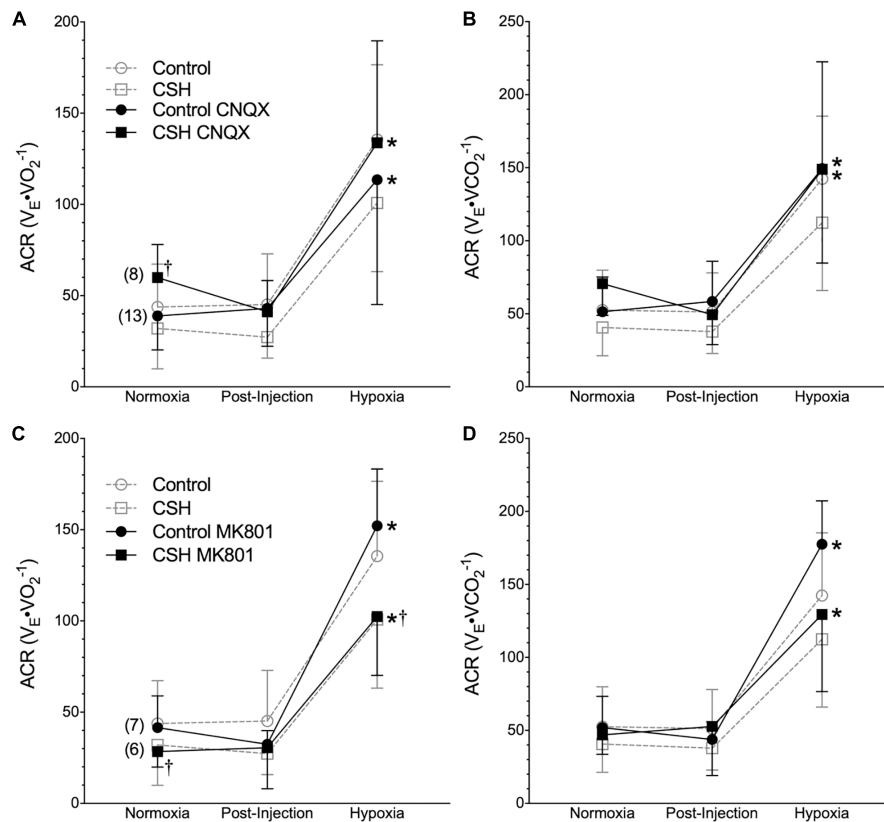 A
ACR (VE•VO2-1)
200
150
100
50
0
Control
CSH
Control CNQX
CSH CNQX
(8)
†
(13)
*
*
Normoxia Post-Injection Hypoxia
B
ACR (VE•VCO2-1)
250
200
150
100
50
0
*
*
Normoxia Post-Injection Hypoxia
C
ACR (VE•VO2-1)
200
150
100
50
0
Control
CSH
Control MK801
CSH MK801
(7)
(6)
†
*
*†
Normoxia Post-Injection Hypoxia
D
ACR (VE•VCO2-1)
250
200
150
100
50
0
*
*
Normoxia Post-Injection Hypoxia